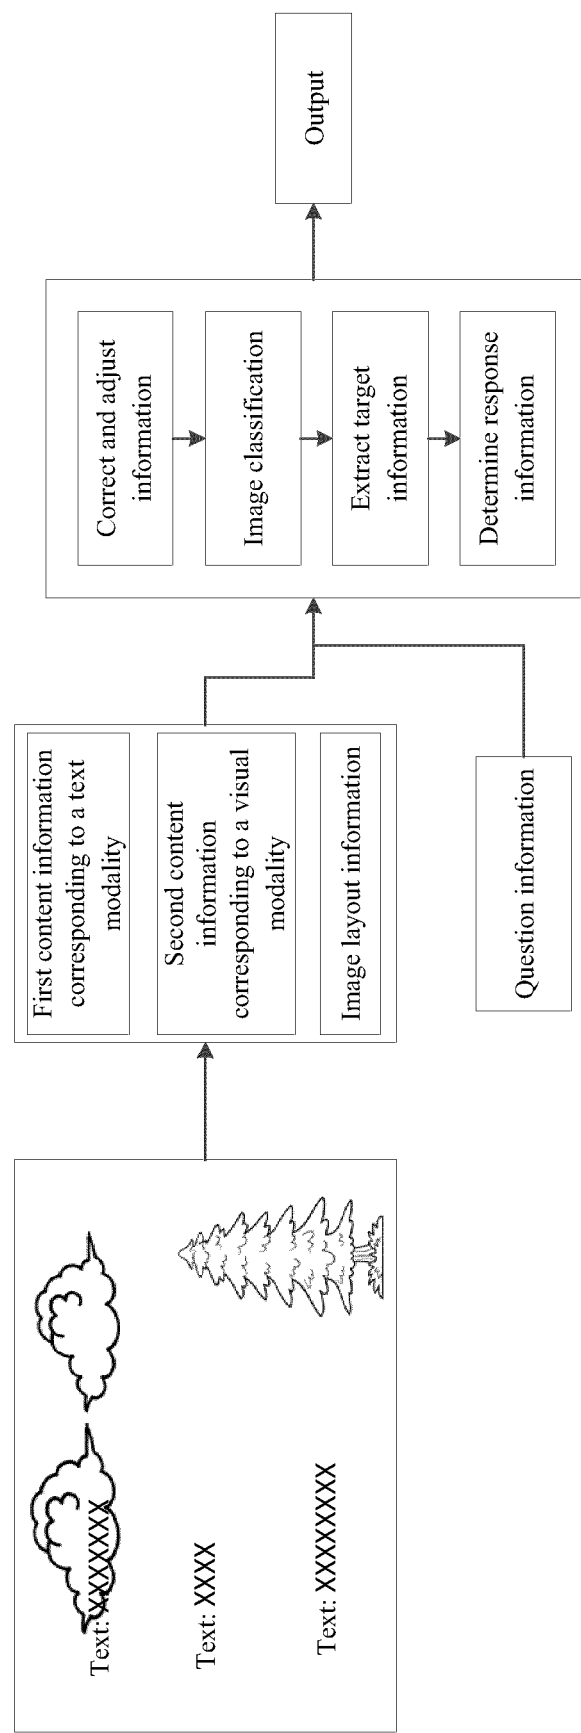 Text: XXXXXXX
Text: XXXX
Text: XXXXXXXXX
First content information
corresponding to a text
modality
Second content
information
corresponding to a visual
modality
Image layout information
Question information
Correct and adjust
information
Image classification
Extract target
information
Determine response
information
Output